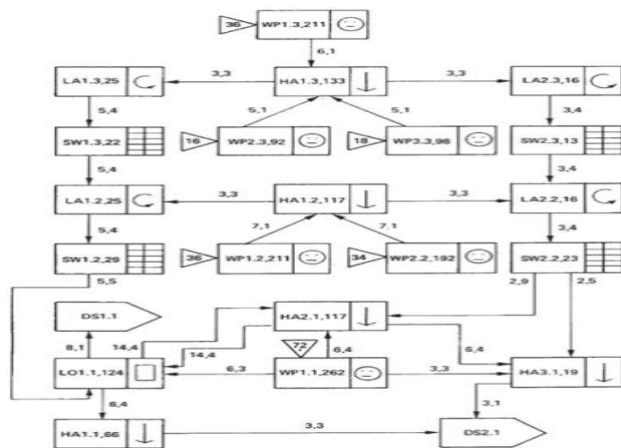 36 WP1.3,211
6,1
LA1.3,25 3,3 HA1.3,133 3,3 LA2.3,16
5,4 5,1 5,1 3,4
SW1.3,22 16 WP2.3,92 18 WP3.3,98 SW2.3,13
5,4 3,4
LA1.2,25 3,3 HA1.2,117 3,3 LA2.2,16
5,4 7,1 7,1 3,4
SW1.2,29 36 WP1.2,211 34 WP2.2,192 SW2.2,23
5,5 2,9 2,5
DS1.1 HA2.1,117
8,1 14,4 14,4 72 6,4 6,4
LO1.1,124 6,3 WP1.1,262 3,3 HA3.1,19
6,4 3,1
HA1.1,66 3,3 DS2.1